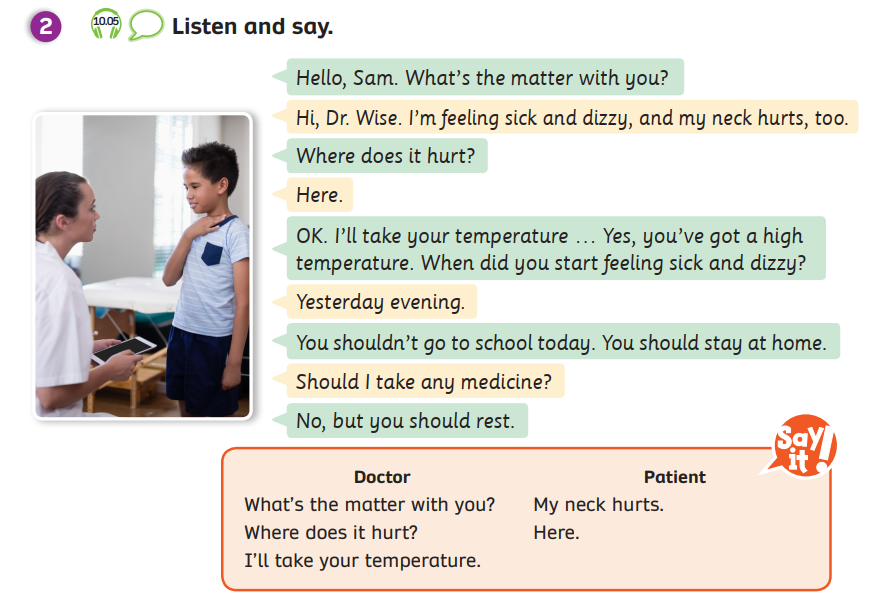 2 10.05 Listen and say.
Hello, Sam. What's the matter with you?
Hi, Dr. Wise. I'm feeling sick and dizzy, and my neck hurts, too.
Where does it hurt?
Here.
OK. I'll take your temperature ... Yes, you've got a high
temperature. When did you start feeling sick and dizzy?
Yesterday evening.
You shouldn't go to school today. You should stay at home.
Should I take any medicine?
No, but you should rest.
Say
it!
Doctor Patient
What's the matter with you? My neck hurts.
Where does it hurt? Here.
I'll take your temperature.